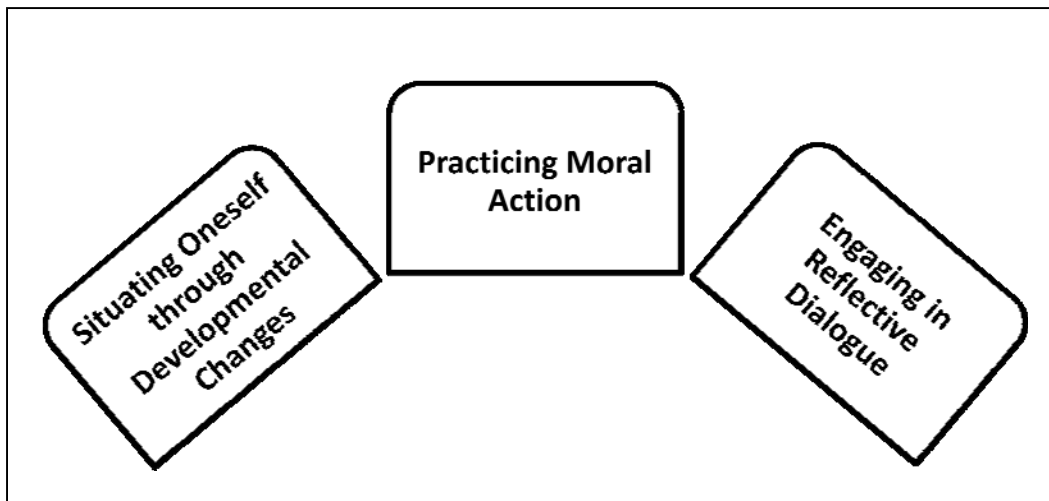 Situating Oneself
through
Developmental
Changes
Practicing Moral
Action
Engaging in
Reflective
Dialogue